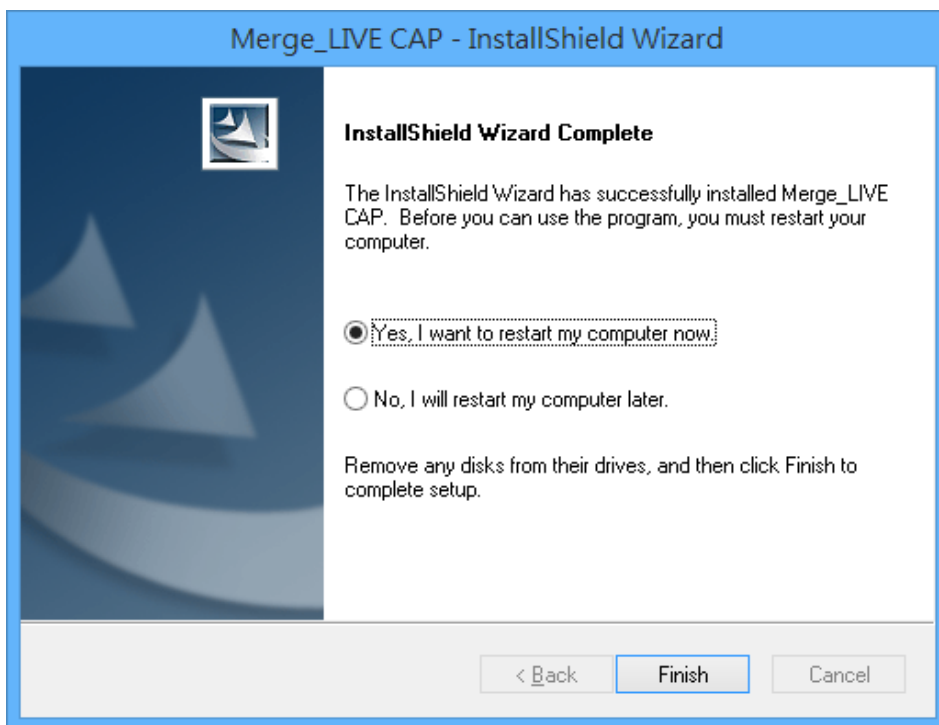 Merge_LIVE CAP - InstallShield Wizard
InstallShield Wizard Complete
The InstallShield Wizard has successfully installed Merge_LIVE
CAP.  Before you can use the program, you must restart your
computer.
Yes, I want to restart my computer now.
No, I will restart my computer later.
Remove any disks from their drives, and then click Finish to
complete setup.
< Back
Finish
Cancel